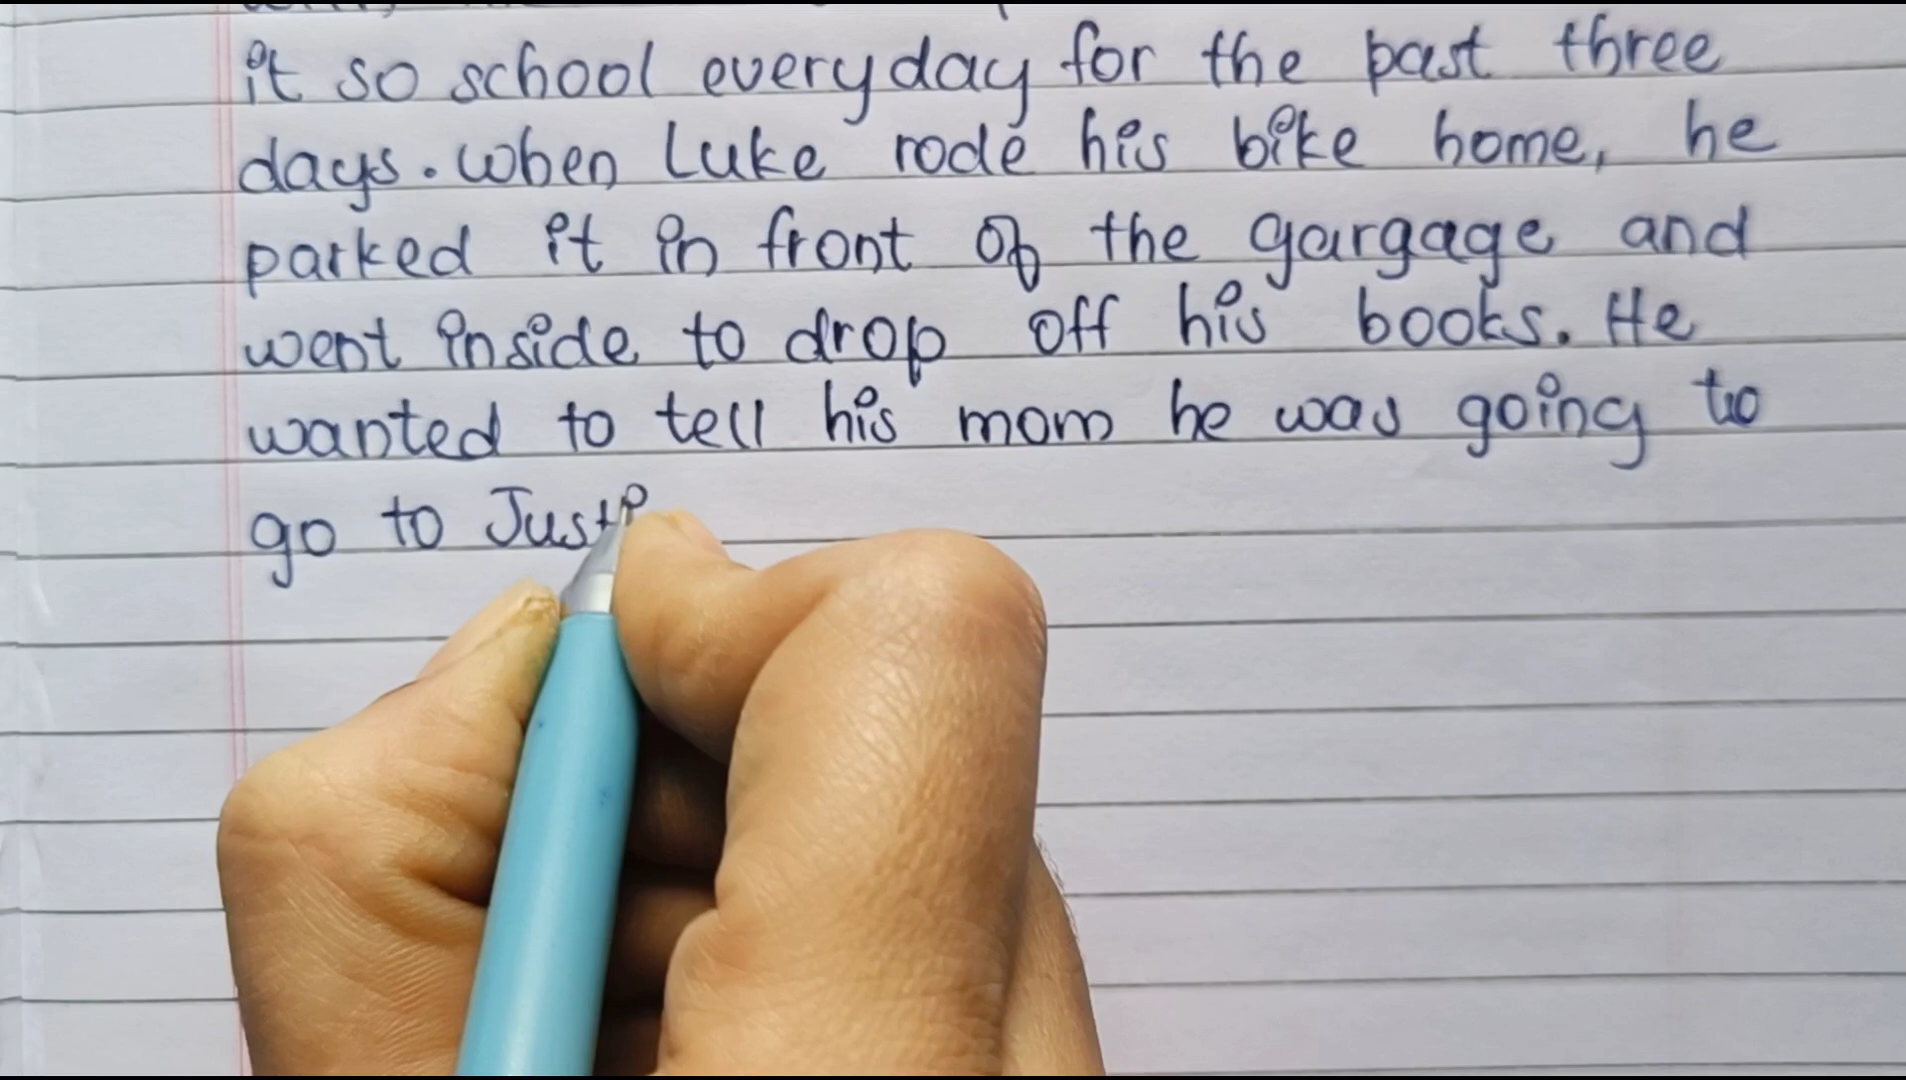 it so school everyday for the past three
days. when Luke rode his bike home, he
parked it in front of the gargage and
went inside to drop off his books. He
wanted to tell his mom he was going to
go to Justi